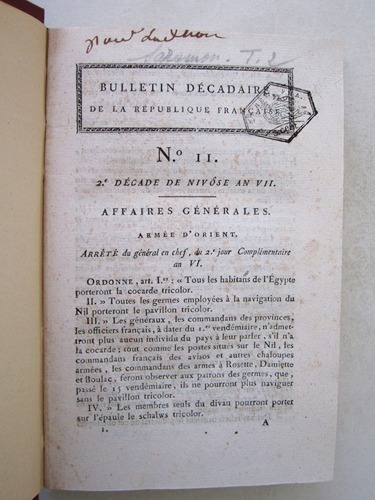 BULLETIN DÉCADAIRE
DE LA RÉPUBLIQUE FRANÇAISE.
N.º 11.
2.e DÉCADE DE NIVÔSE AN VII.
AFFAIRES GÉNÉRALES.
ARMÉE D'ORIENT.
ARRÊTÉ du général en chef, du 2.e jour Complémentaire
an VI.
ORDONNE, art. I.er : » Tous les habitans de l'Égypte
porteront la cocarde tricolor.
II. » Toutes les germes employées à la navigation du
Nil porteront le pavillon tricolor.
III. » Les généraux, les commandans des provinces,
les officiers français, à dater du 1.er vendémiaire, n'admet-
tront plus aucun individu du pays à leur parler, s'il n'a
la cocarde; tout comme les postes situés sur le Nil, les
commandans français des avisos et autres chaloupes
armées, les commandans des armes à Rosette, Damiette
et Boulac, feront observer aux patrons des germes, que,
passé le 15 vendémiaire, ils ne pourront plus naviguer
sans le pavillon tricolor.
IV. » Les membres seuls du divan pourront porter
sur l'épaule le schalws tricolor.
1. A